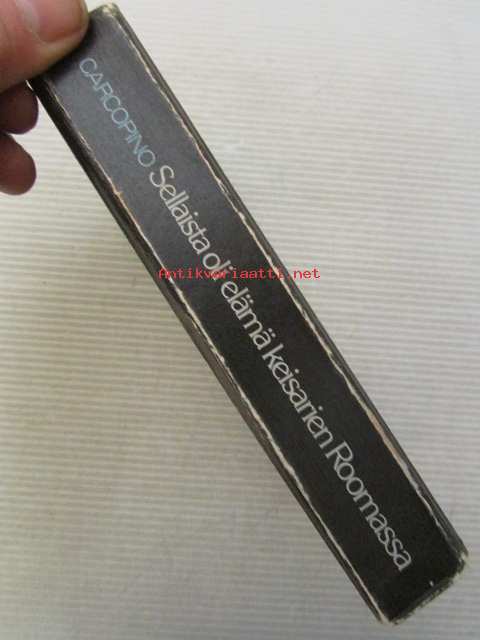 CARCOPINO Sellaista oli elämä keisarien Roomassa
Antikvariaatti.net